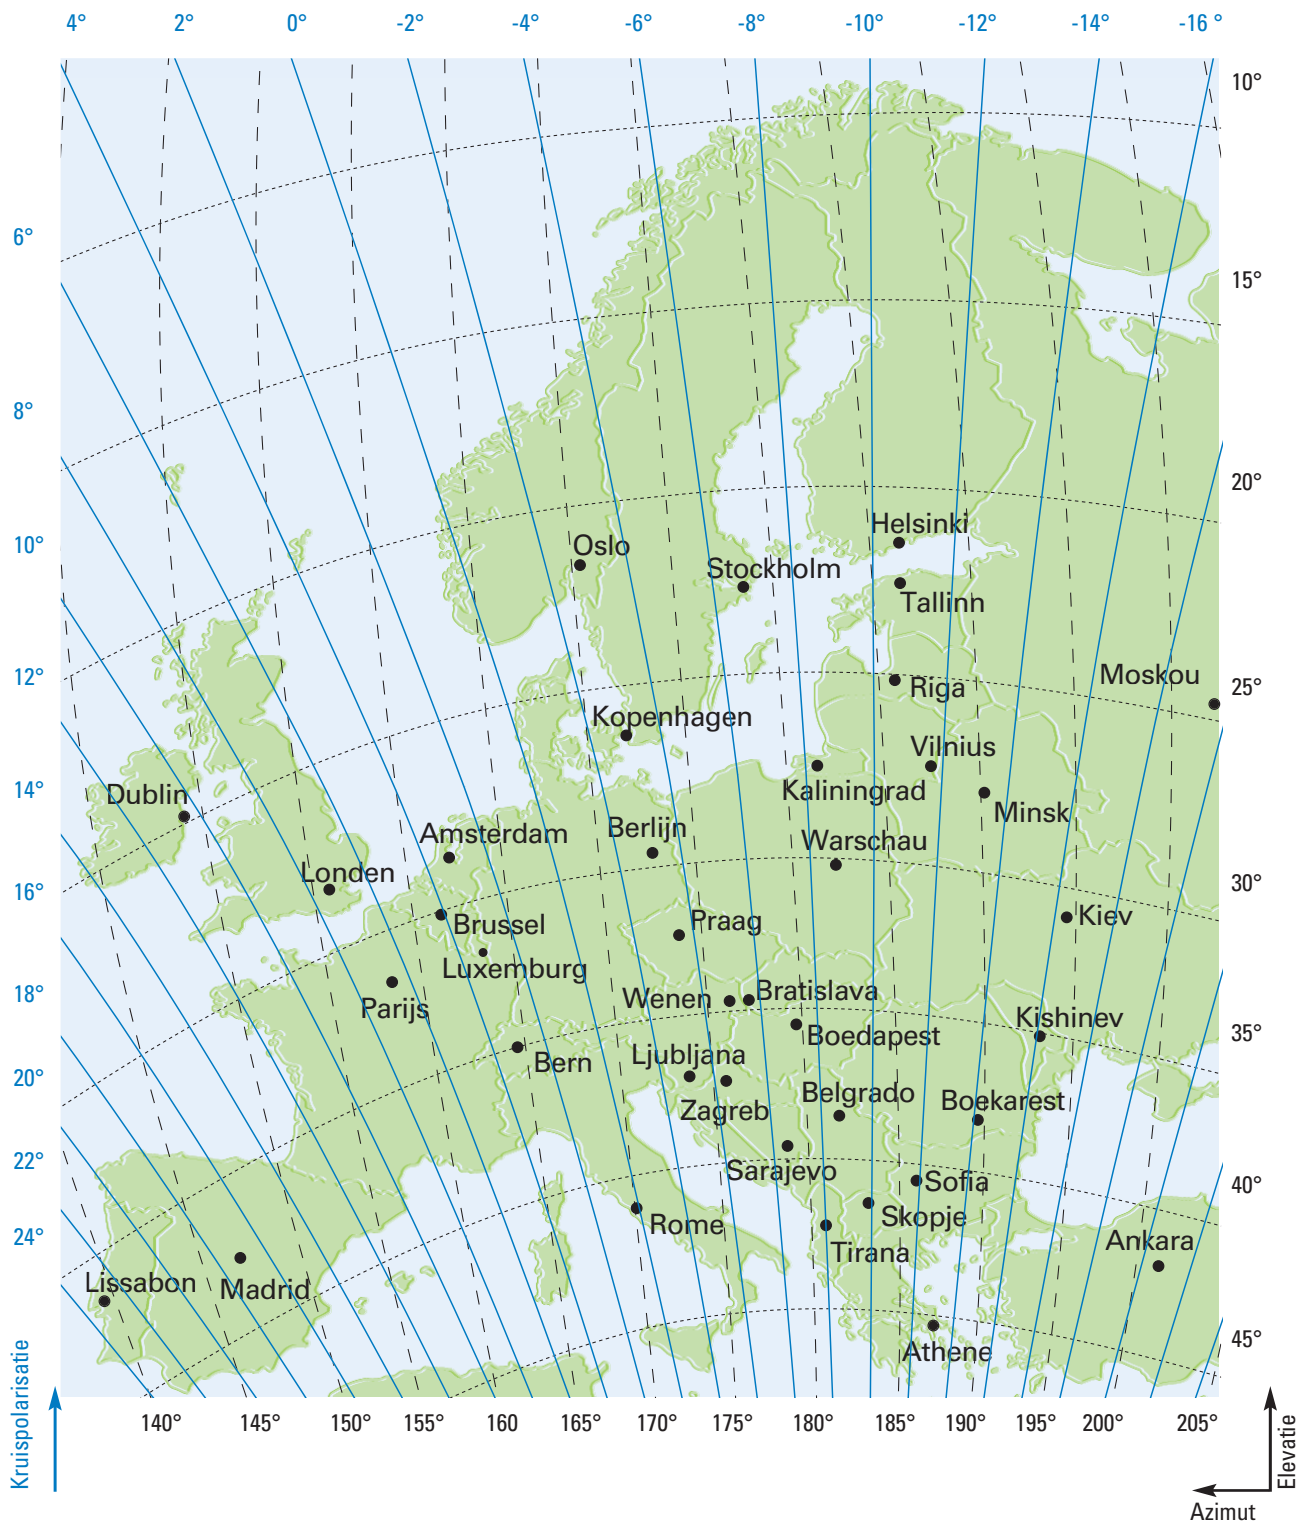 4° 2° 0° -2° -4° -6° -8° -10° -12° -14° -16 °
10°
6°
15°
8°
20°
Helsinki
10°
Oslo
Stockholm
Tallinn
12°
Moskou
25°
Riga
Kopenhagen
Vilnius
14°
Dublin
Kaliningrad
Minsk
Amsterdam
Berlijn
Warschau
Londen
16°
30°
Brussel
Praag
Kiev
Luxemburg
18°
Parijs
Wenen
Bratislava
Kishinev
35°
Boedapest
Bern
Ljubljana
20°
Zagreb
Belgrado
Boekarest
22°
Sarajevo
Sofia
40°
Rome
Skopje
24°
Tirana
Ankara
Lissabon
Madrid
45°
Athene
140° 145° 150° 155° 160 165° 170° 175° 180° 185° 190° 195° 200° 205°
Kruispolarisatie
Elevatie
Azimut